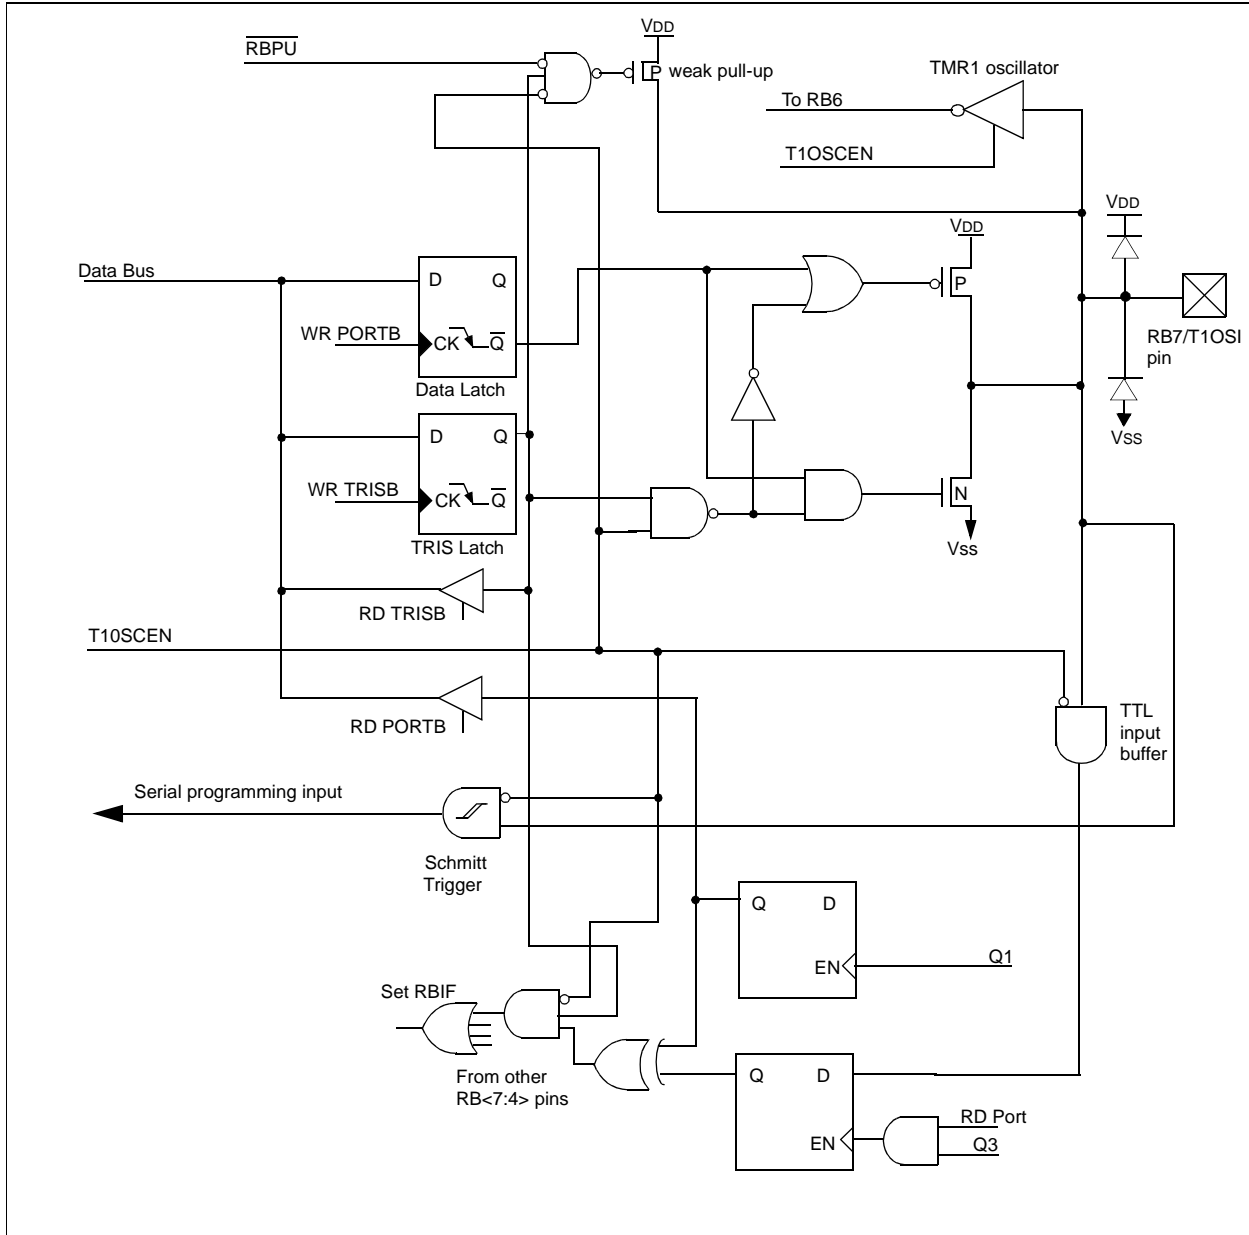 RBPU
VDD
P weak pull-up
TMR1 oscillator
To RB6
T1OSCEN
VDD
VDD
Data Bus
D Q
P
WR PORTB
CK Q
RB7/T1OSI
pin
Data Latch
D Q
VSS
WR TRISB
CK Q
N
TRIS Latch
Vss
RD TRISB
T10SCEN
RD PORTB
TTL
input
buffer
Serial programming input
Schmitt
Trigger
Q D
EN
Q1
Set RBIF
From other
RB<7:4> pins
Q D
RD Port
EN
Q3